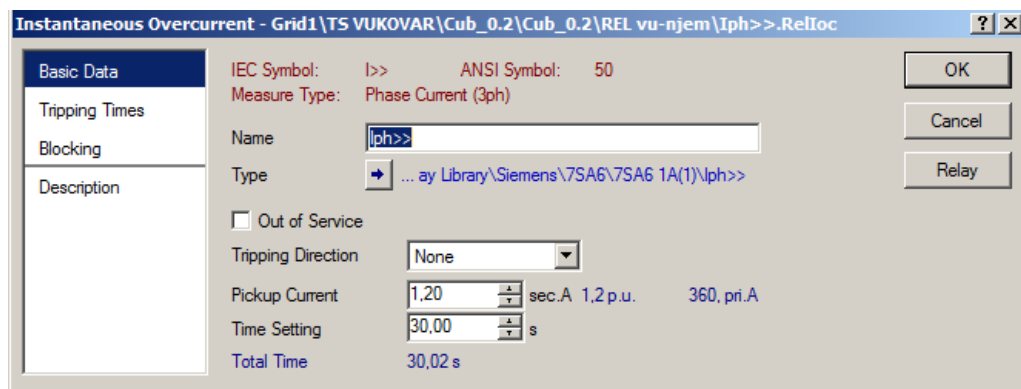 Instantaneous Overcurrent - Grid1\TS VUKOVAR\Cub_0.2\Cub_0.2\REL vu-njem\Iph>>.RelIoc
Basic Data
Tripping Times
Blocking
Description
IEC Symbol: I>> ANSI Symbol: 50
Measure Type: Phase Current (3ph)
Name Iph>>
Type ... ay Library\Siemens\7SA6\7SA6 1A(1)\Iph>>
Out of Service
Tripping Direction None
Pickup Current 1,20 sec.A 1,2 p.u. 360, pri.A
Time Setting 30,00 s
Total Time 30,02 s
OK
Cancel
Relay